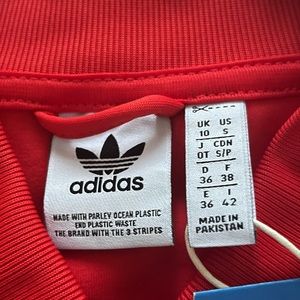 adidas
MADE WITH PARLEY OCEAN PLASTIC
END PLASTIC WASTE
THE BRAND WITH THE 3 STRIPES
UK US
10 S
J CDN
OT S/P
D F
36 38
E I
36 42
MADE IN
PAKISTAN